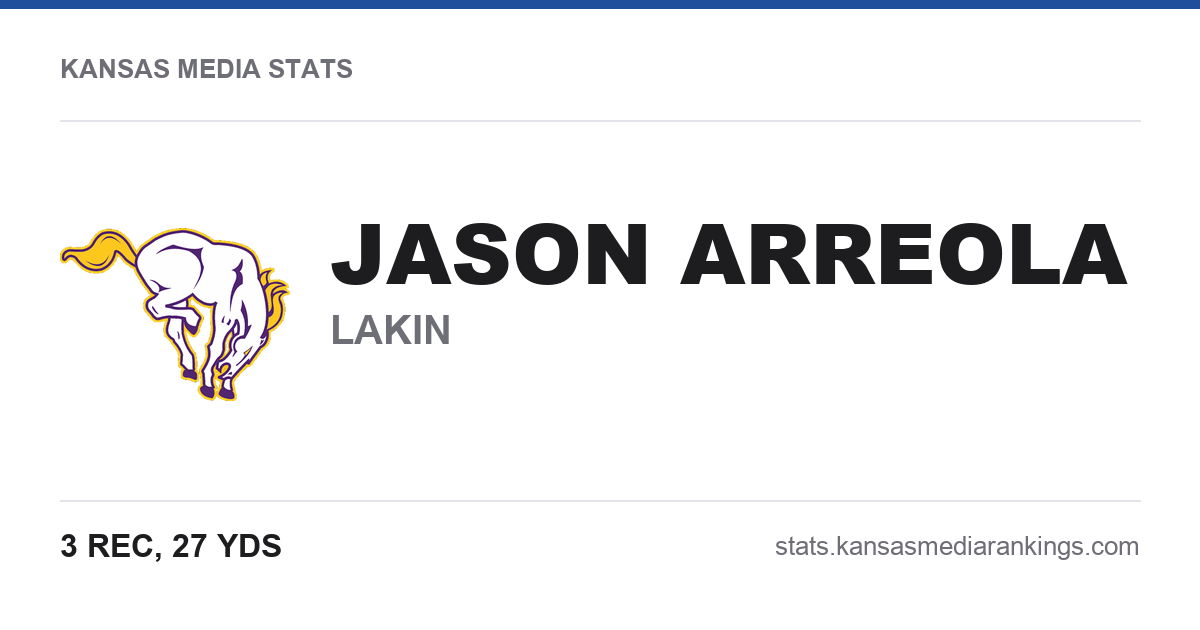 KANSAS MEDIA STATS
JASON ARREOLA
LAKIN
3 REC, 27 YDS
stats.kansasmediarankings.com